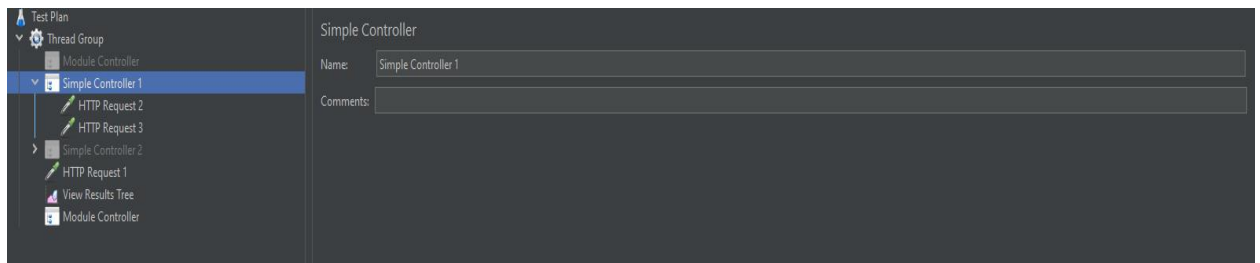 Test Plan
Thread Group
Module Controller
Simple Controller 1
HTTP Request 2
HTTP Request 3
Simple Controller 2
HTTP Request 1
View Results Tree
Module Controller
Simple Controller
Name: Simple Controller 1
Comments: